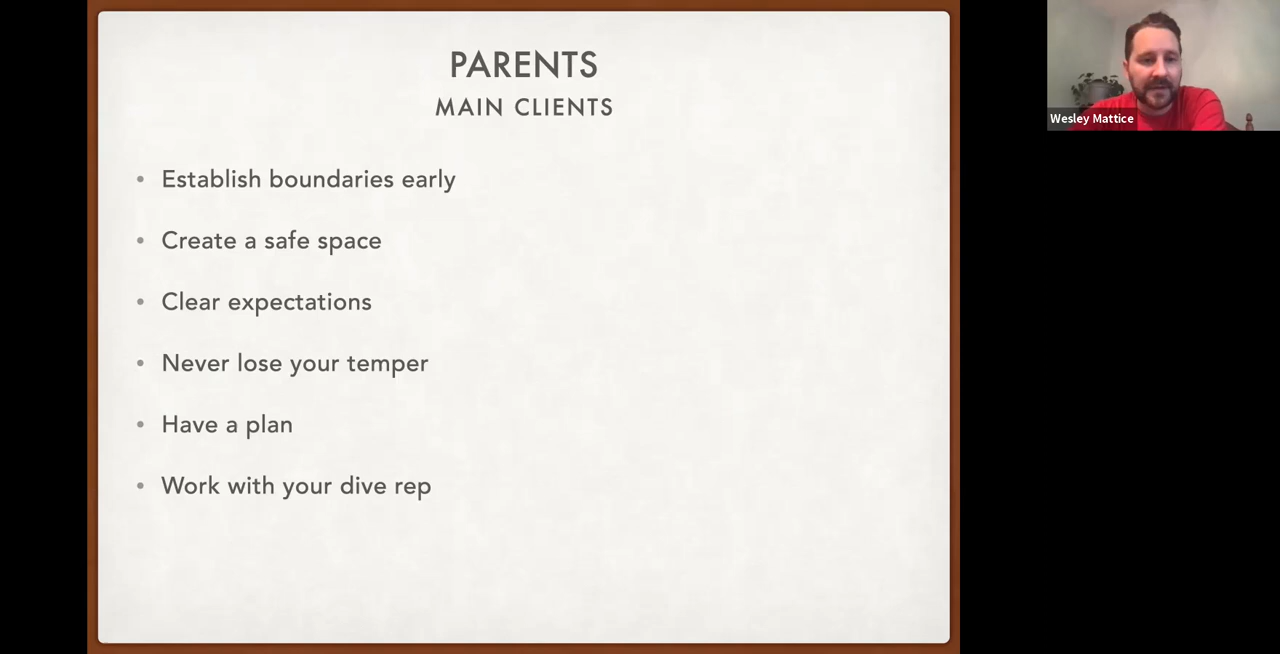 PARENTS
MAIN CLIENTS
• Establish boundaries early
• Create a safe space
• Clear expectations
• Never lose your temper
• Have a plan
• Work with your dive rep
Wesley Mattice